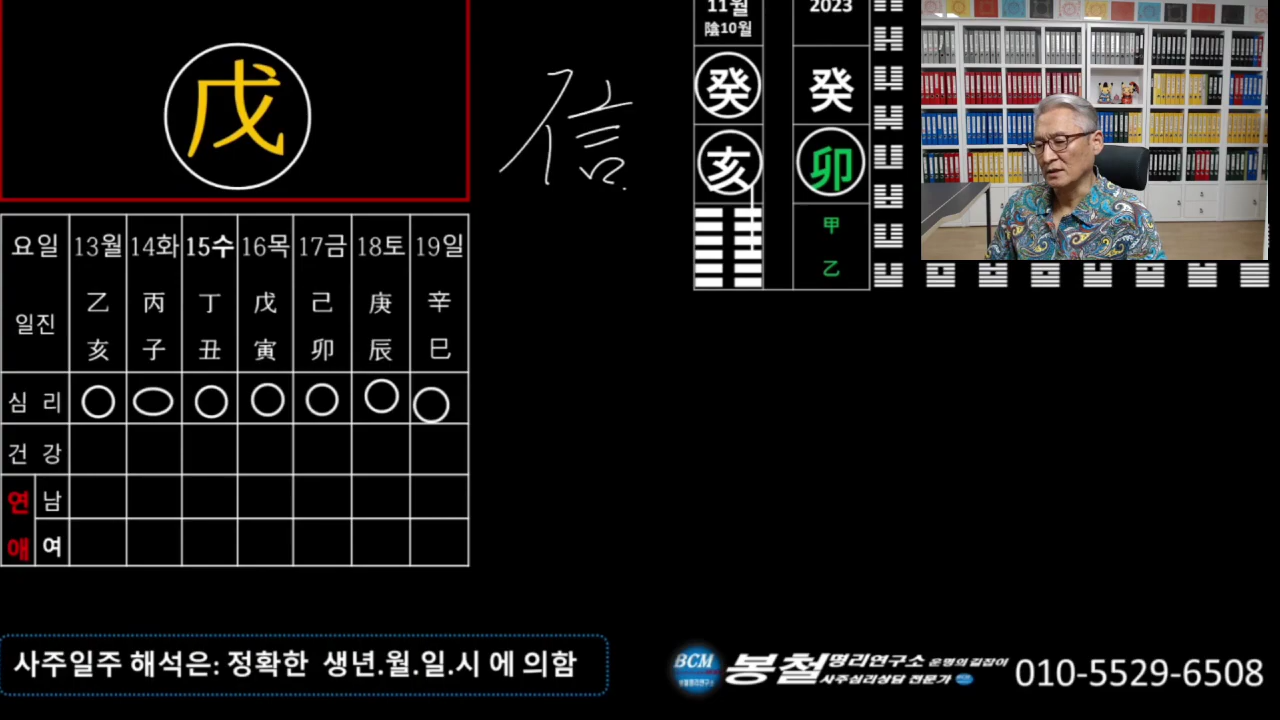 戊
信
11월
陰10월
癸
亥
2023
癸
卯
甲
乙
요일 13월 14화 15수 16목 17금 18토 19일
일진 乙 丙 丁 戊 己 庚 辛
亥 子 丑 寅 卯 辰 巳
심 리
건 강
연 남
애 여
사주일주 해석은: 정확한 생년.월.일.시 에 의함
BCM
봉철 명리연구소 운명의길잡이
사주심리상담 전문가
010-5529-6508